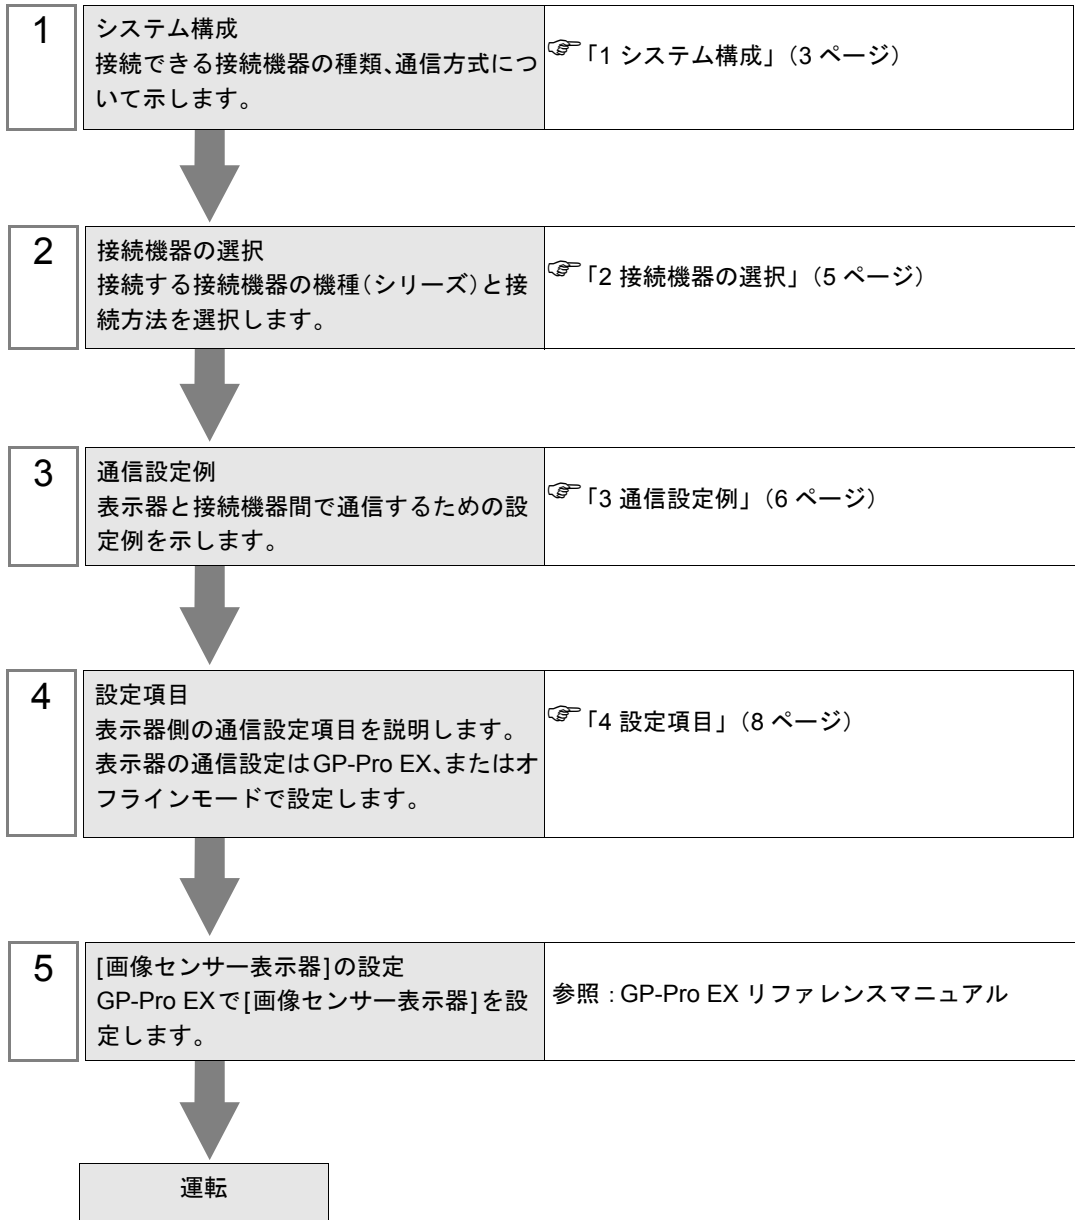 1
システム構成
接続できる接続機器の種類、通信方式につ
いて示します。
☞「1 システム構成」(3 ページ)
2
接続機器の選択
接続する接続機器の機種(シリーズ)と接
続方法を選択します。
☞「2 接続機器の選択」(5 ページ)
3
通信設定例
表示器と接続機器間で通信するための設
定例を示します。
☞「3 通信設定例」(6 ページ)
4
設定項目
表示器側の通信設定項目を説明します。
表示器の通信設定はGP-Pro EX、またはオ
フラインモードで設定します。
☞「4 設定項目」(8 ページ)
5
[画像センサー表示器]の設定
GP-Pro EXで[画像センサー表示器]を設
定します。
参照:GP-Pro EX リファレンスマニュアル
運転